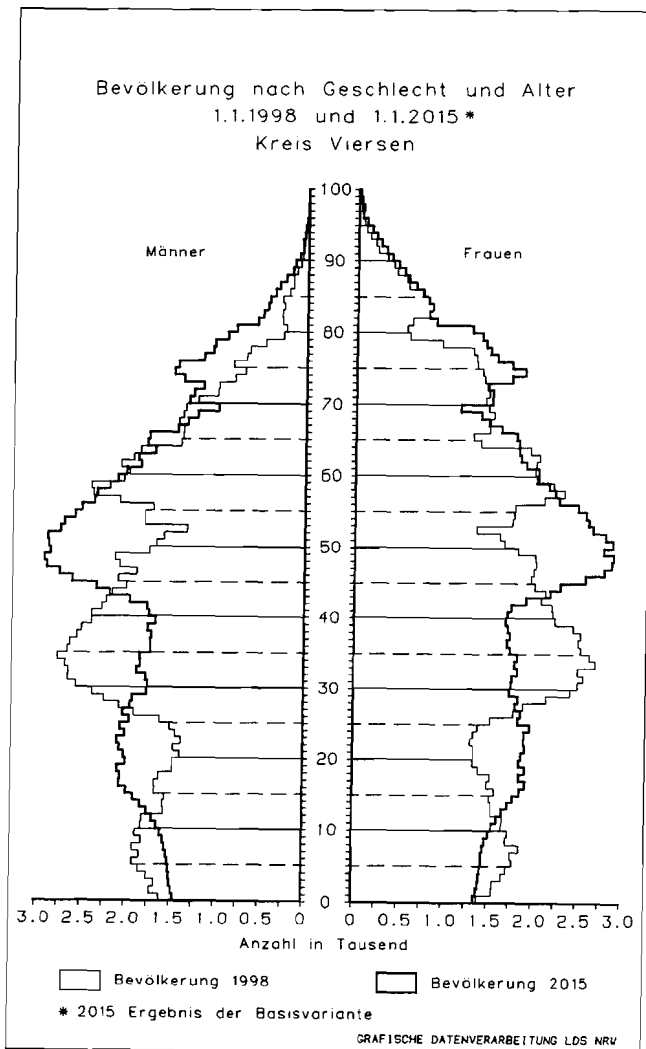 Bevölkerung nach Geschlecht und Alter
1.1.1998 und 1.1.2015*
Kreis Viersen
100
Männer
Frauen
90
80
70
60
50
40
30
20
10
0
3.0 2.5 2.0 1.5 1.0 0.5 0 0 0.5 1.0 1.5 2.0 2.5 3.0
Anzahl in Tausend
Bevölkerung 1998 Bevölkerung 2015
* 2015 Ergebnis der Basisvariante
GRAFISCHE DATENVERARBEITUNG LDS NRW